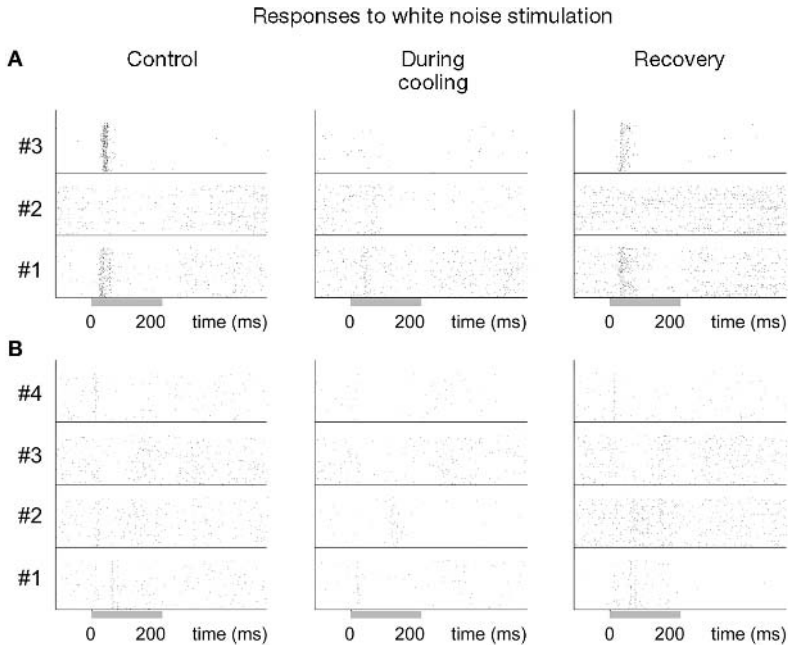 Responses to white noise stimulation
A
Control
During
cooling
Recovery
#3
#2
#1
0 200 time (ms) 0 200 time (ms) 0 200 time (ms)
B
#4
#3
#2
#1
0 200 time (ms) 0 200 time (ms) 0 200 time (ms)